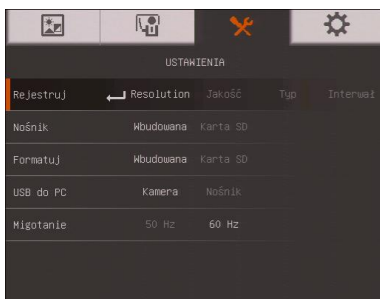 USTAWIENIA
Rejestruj Resolution Jakość Typ Interwał
Nośnik Wbudowana Karta SD
Formatuj Wbudowana Karta SD
USB do PC Kamera Nośnik
Migotanie 50 Hz 60 Hz